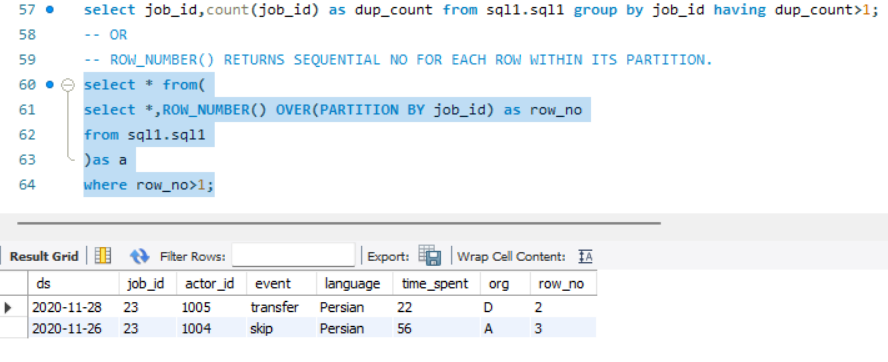 57 select job_id,count(job_id) as dup_count from sql1.sql1 group by job_id having dup_count>1;
58 -- OR
59 -- ROW_NUMBER() RETURNS SEQUENTIAL NO FOR EACH ROW WITHIN ITS PARTITION.
60 select * from(
61 select *,ROW_NUMBER() OVER(PARTITION BY job_id) as row_no
62 from sql1.sql1
63 )as a
64 where row_no>1;
Result Grid Filter Rows: Export: Wrap Cell Content: IA
ds job_id actor_id event language time_spent org row_no
2020-11-28 23 1005 transfer Persian 22 D 2
2020-11-26 23 1004 skip Persian 56 A 3